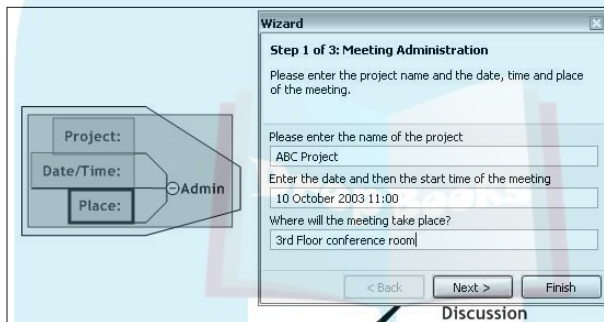 Project:
Date/Time:
Place:
Admin
Wizard
Step 1 of 3: Meeting Administration
Please enter the project name and the date, time and place
of the meeting.
Please enter the name of the project
ABC Project
Enter the date and then the start time of the meeting
10 October 2003 11:00
Where will the meeting take place?
3rd Floor conference room
< Back
Next >
Finish
Discussion